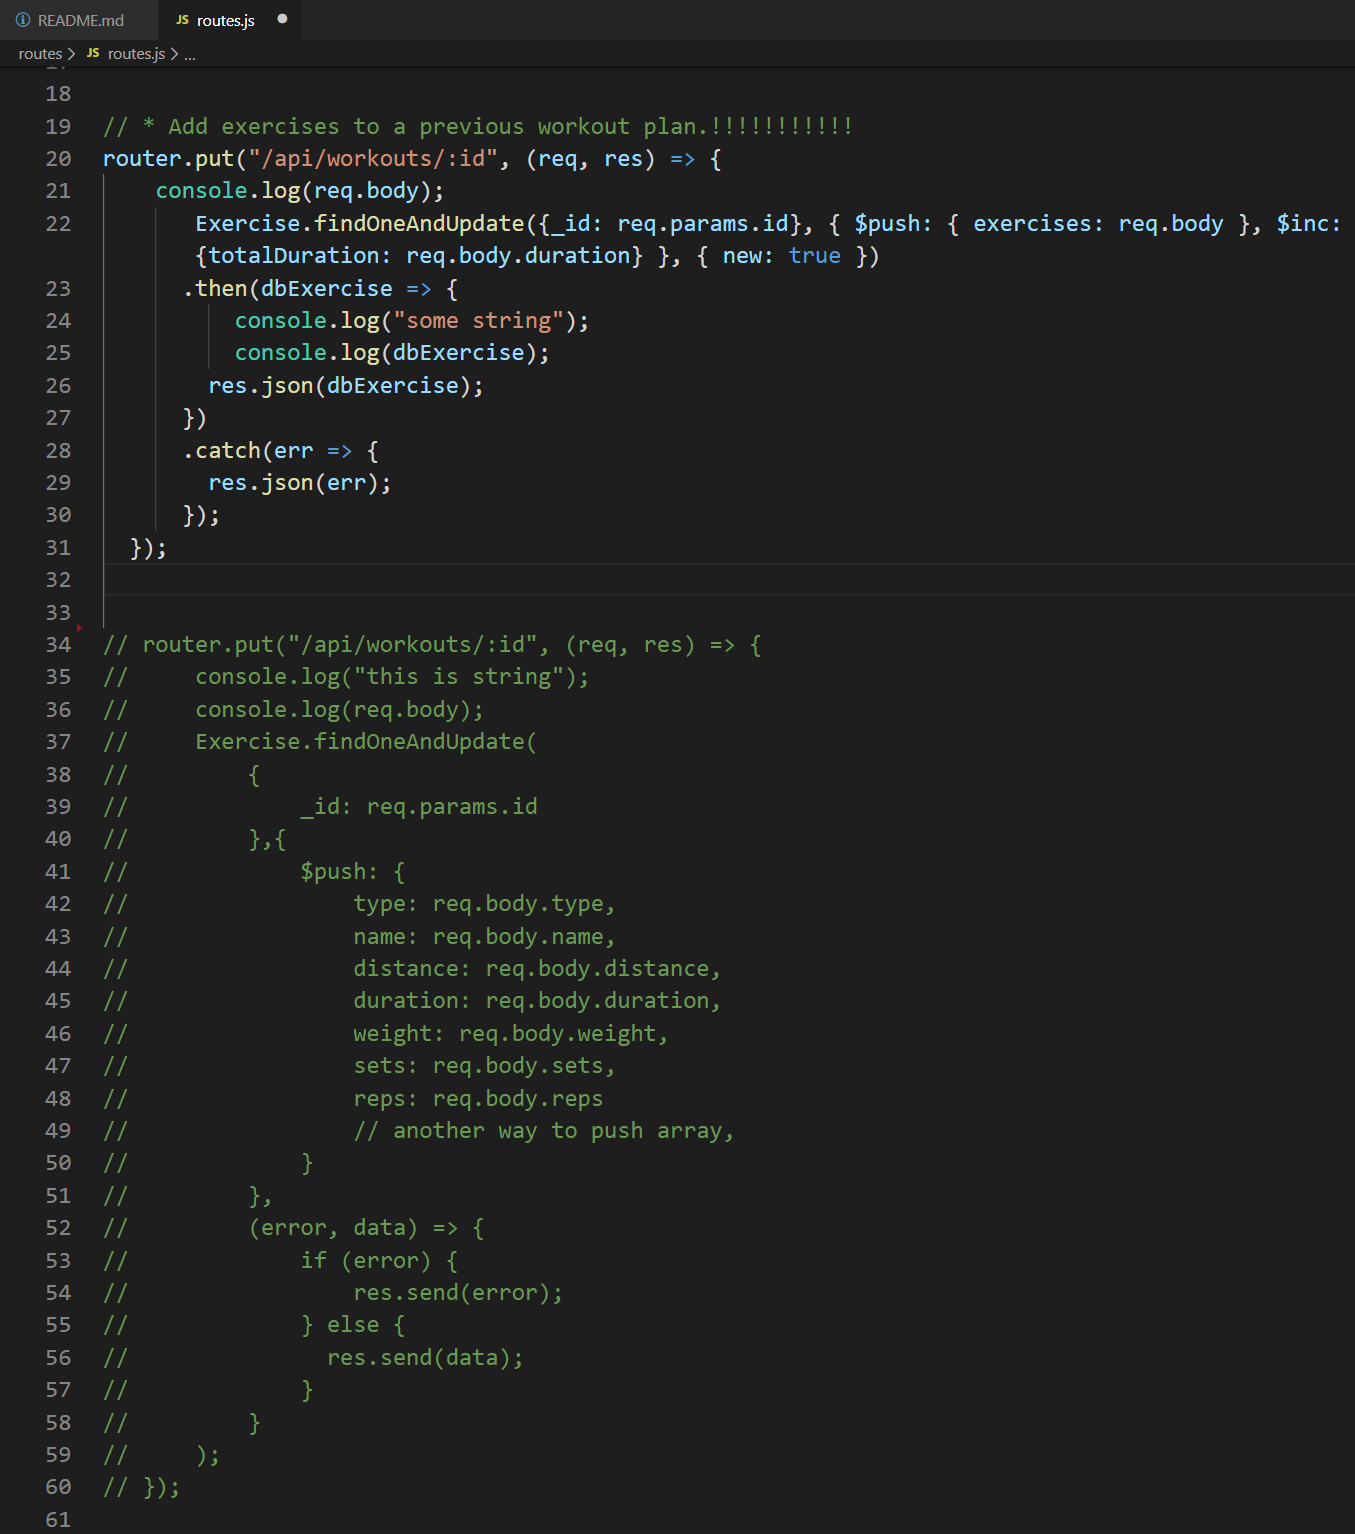 README.md
JS routes.js
routes > JS routes.js > ...
18
19 // * Add exercises to a previous workout plan.!!!!!!!!!!!
20 router.put("/api/workouts/:id", (req, res) => {
21     console.log(req.body);
22        Exercise.findOneAndUpdate({_id: req.params.id}, { $push: { exercises: req.body }, $inc:
       {totalDuration: req.body.duration} }, { new: true })
23       .then(dbExercise => {
24           console.log("some string");
25           console.log(dbExercise);
26         res.json(dbExercise);
27       })
28       .catch(err => {
29         res.json(err);
30       });
31   });
32
33
34 // router.put("/api/workouts/:id", (req, res) => {
35 //     console.log("this is string");
36 //     console.log(req.body);
37 //     Exercise.findOneAndUpdate(
38 //         {
39 //             _id: req.params.id
40 //         },{
41 //             $push: {
42 //                 type: req.body.type,
43 //                 name: req.body.name,
44 //                 distance: req.body.distance,
45 //                 duration: req.body.duration,
46 //                 weight: req.body.weight,
47 //                 sets: req.body.sets,
48 //                 reps: req.body.reps
49 //                 // another way to push array,
50 //             }
51 //         },
52 //         (error, data) => {
53 //             if (error) {
54 //                 res.send(error);
55 //             } else {
56 //               res.send(data);
57 //             }
58 //         }
59 //     );
60 // });
61